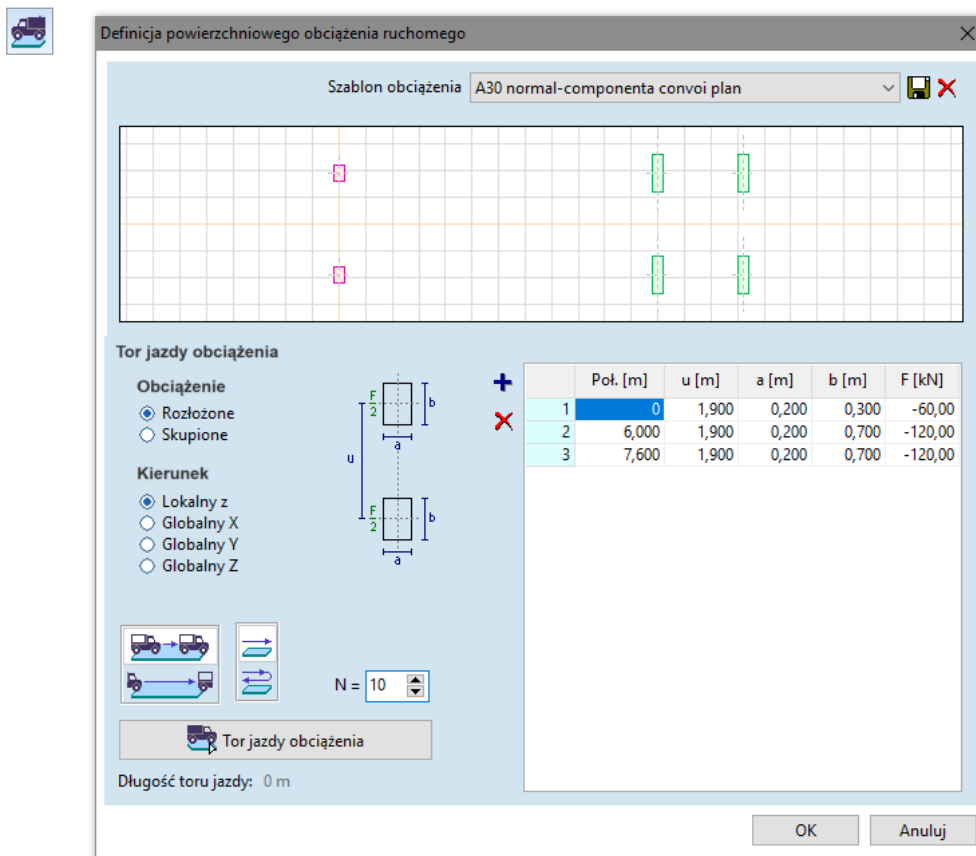 Definicja powierzchniowego obciążenia ruchomego
Szablon obciążenia A30 normal-componenta convoi plan
Tor jazdy obciążenia
Obciążenie
Rozłożone
Skupione
Kierunek
Lokalny z
Globalny X
Globalny Y
Globalny Z
F
2
b
a
u
F
2
b
a
Poł. [m] u [m] a [m] b [m] F [kN]
1 0 1,900 0,200 0,300 -60,00
2 6,000 1,900 0,200 0,700 -120,00
3 7,600 1,900 0,200 0,700 -120,00
N = 10
Tor jazdy obciążenia
Długość toru jazdy: 0 m
OK Anuluj